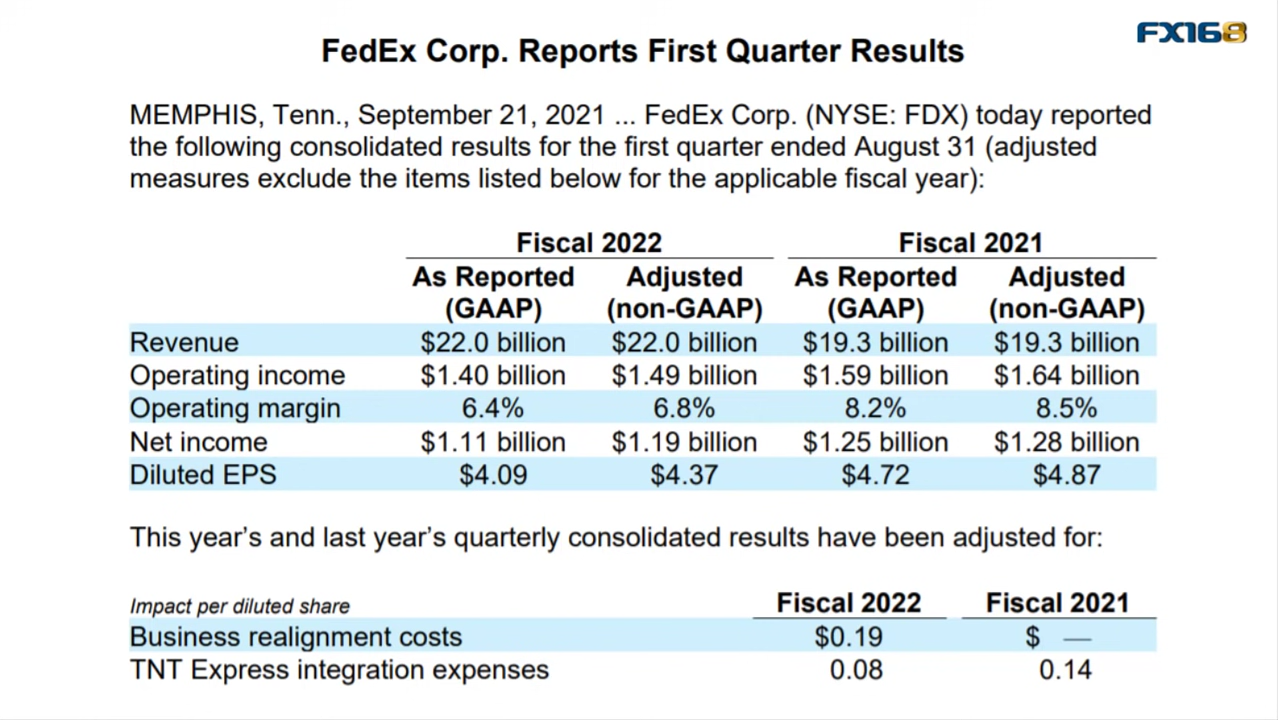 FX168
FedEx Corp. Reports First Quarter Results
MEMPHIS, Tenn., September 21, 2021 ... FedEx Corp. (NYSE: FDX) today reported
the following consolidated results for the first quarter ended August 31 (adjusted
measures exclude the items listed below for the applicable fiscal year):
Fiscal 2022 Fiscal 2021
As Reported Adjusted As Reported Adjusted
(GAAP) (non-GAAP) (GAAP) (non-GAAP)
Revenue $22.0 billion $22.0 billion $19.3 billion $19.3 billion
Operating income $1.40 billion $1.49 billion $1.59 billion $1.64 billion
Operating margin 6.4% 6.8% 8.2% 8.5%
Net income $1.11 billion $1.19 billion $1.25 billion $1.28 billion
Diluted EPS $4.09 $4.37 $4.72 $4.87
This year’s and last year’s quarterly consolidated results have been adjusted for:
Impact per diluted share Fiscal 2022 Fiscal 2021
Business realignment costs $0.19 $ —
TNT Express integration expenses 0.08 0.14